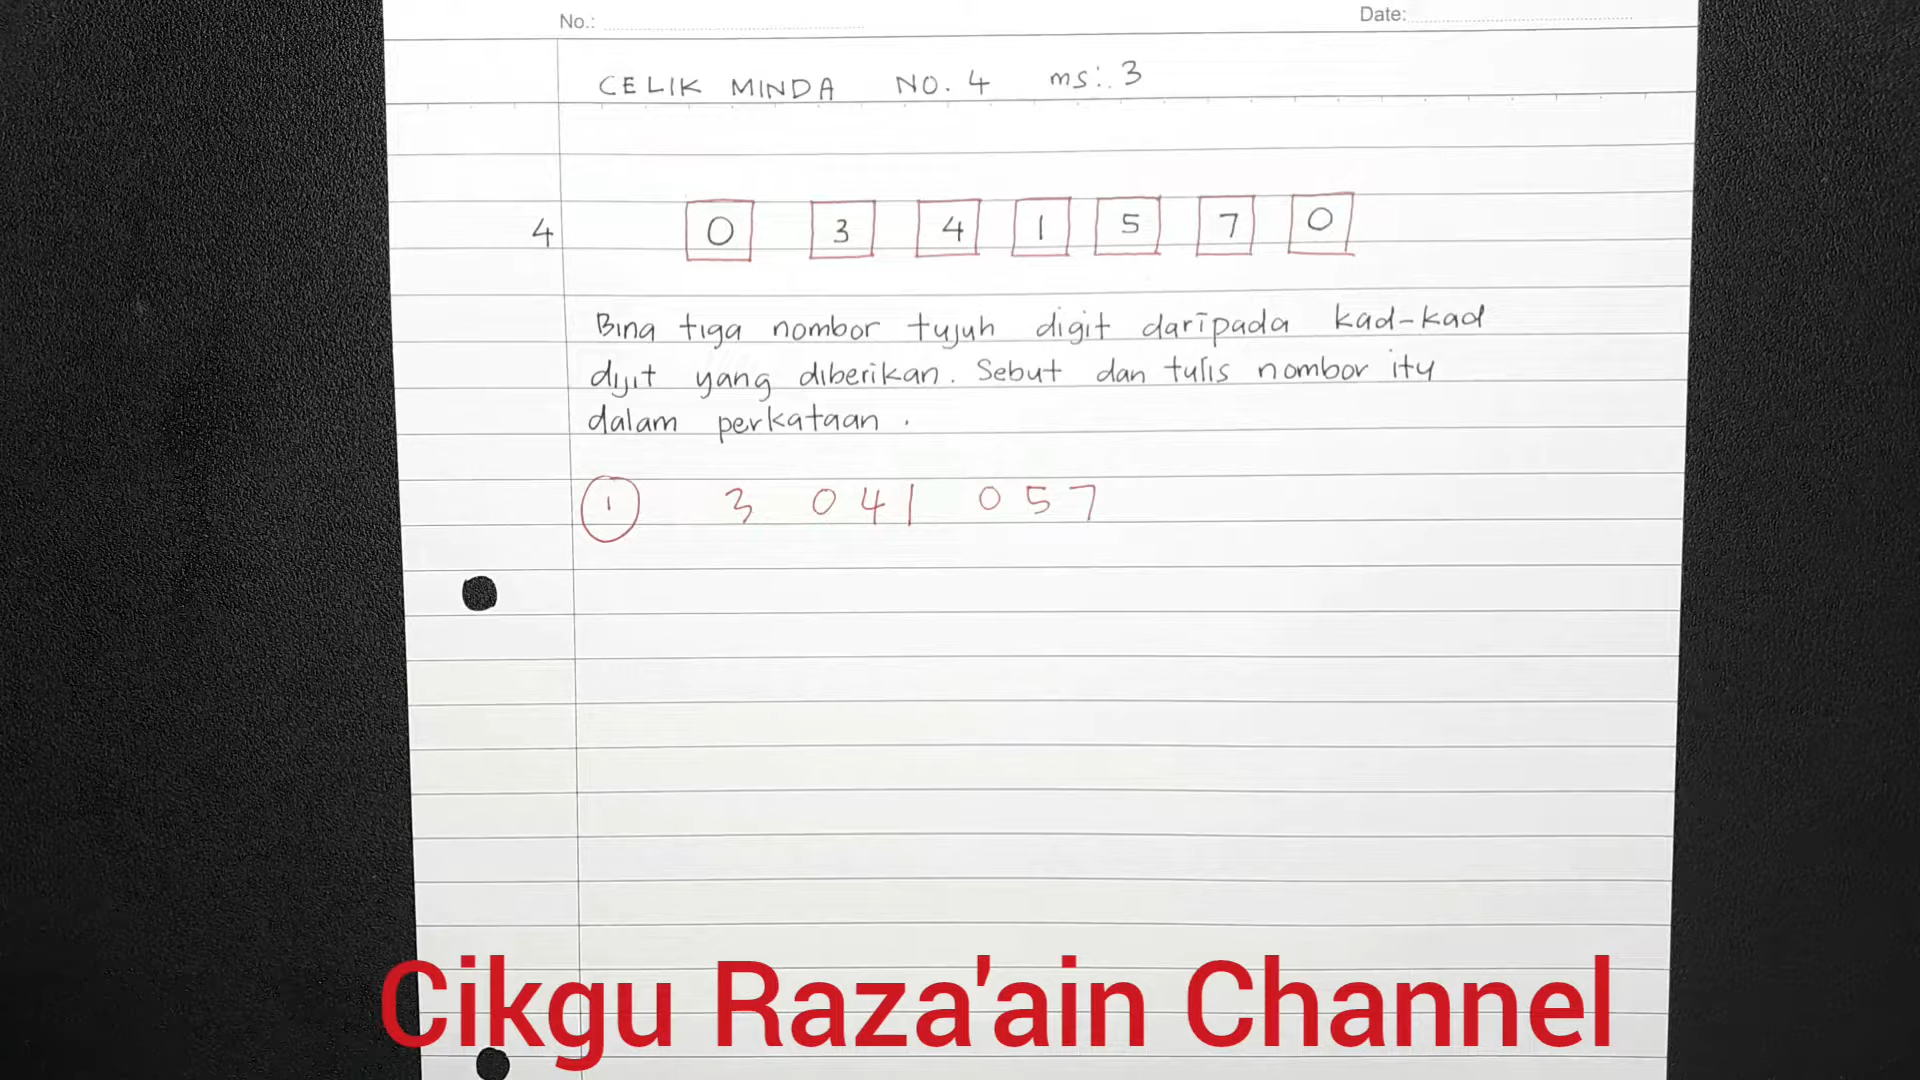 No.: Date:
CELIK MINDA NO. 4 ms: 3
4 0 3 4 1 5 7 0
Bina tiga nombor tujuh digit daripada kad-kad
digit yang diberikan. Sebut dan tulis nombor itu
dalam perkataan.
1 3 041 057
Cikgu Raza'ain Channel